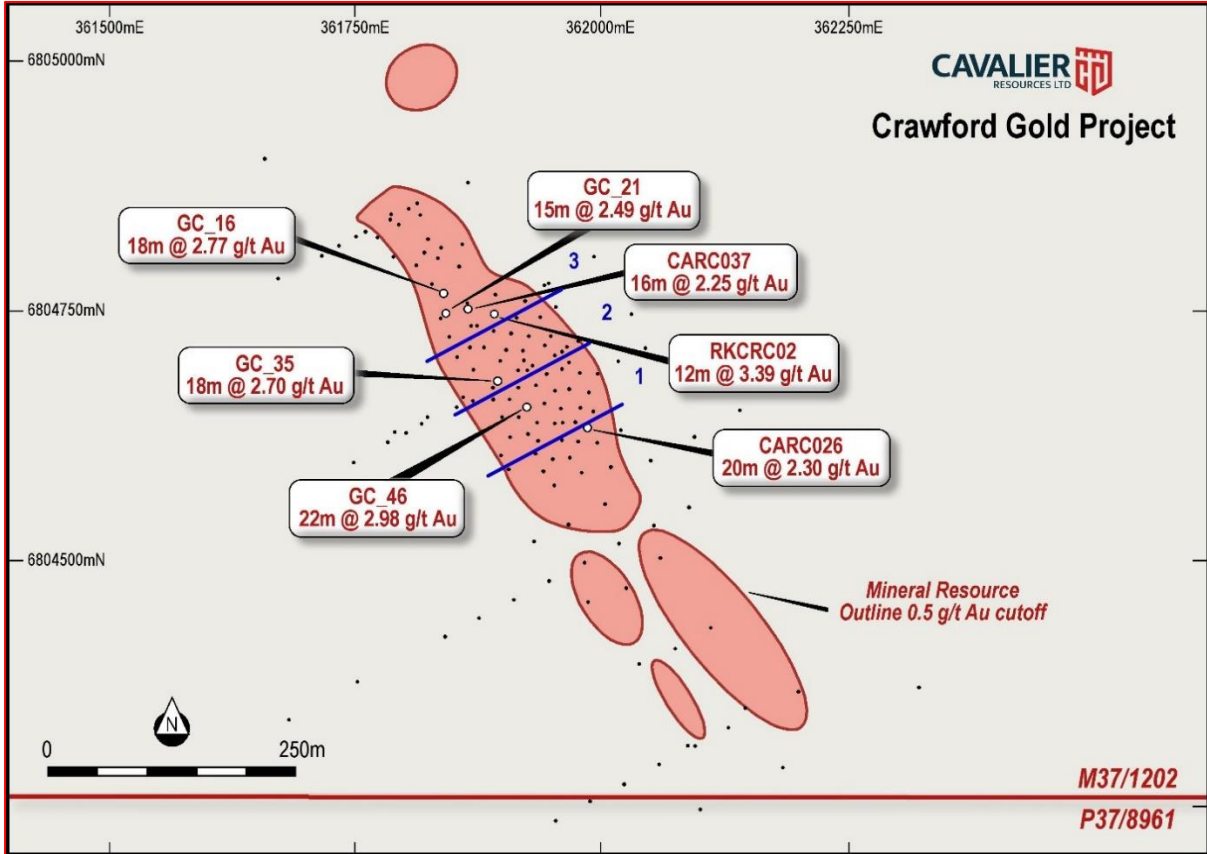 361500mE
361750mE
362000mE
362250mE
6805000mN
CAVALIER
RESOURCES LTD
Crawford Gold Project
GC_21
15m @ 2.49 g/t Au
GC_16
18m @ 2.77 g/t Au
3
CARC037
16m @ 2.25 g/t Au
6804750mN
2
RKCRC02
12m @ 3.39 g/t Au
GC_35
18m @ 2.70 g/t Au
1
CARC026
20m @ 2.30 g/t Au
GC_46
22m @ 2.98 g/t Au
6804500mN
Mineral Resource
Outline 0.5 g/t Au cutoff
N
0
250m
M37/1202
P37/8961